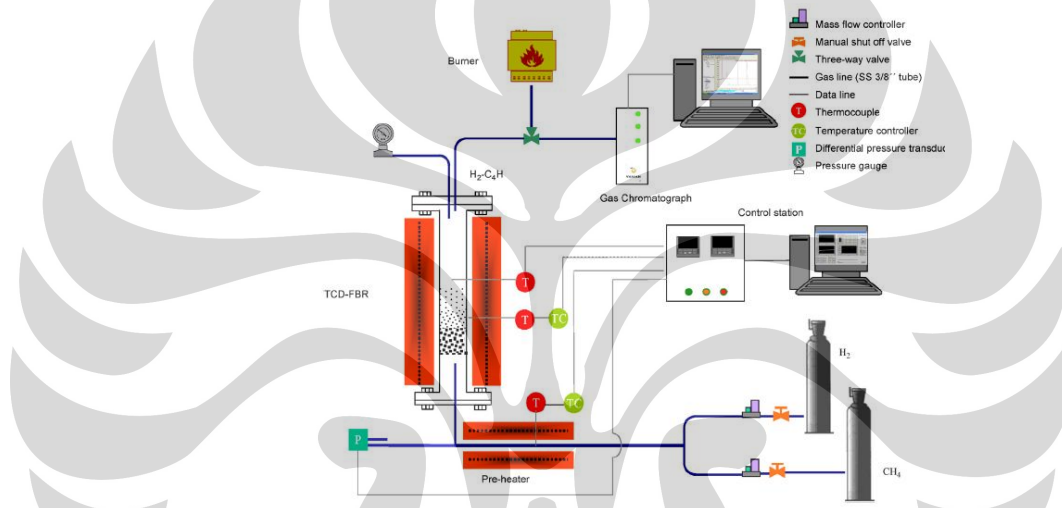 Mass flow controller
Manual shut off valve
Three-way valve
Gas line (SS 3/8´´ tube)
Data line
T
Thermocouple
TC
Temperature controller
P
Differential pressure transduc
Pressure gauge
Burner
H₂-C₄H
Gas Chromatograph
Control station
TCD-FBR
T
T
TC
T
TC
H₂
CH₄
P
Pre-heater